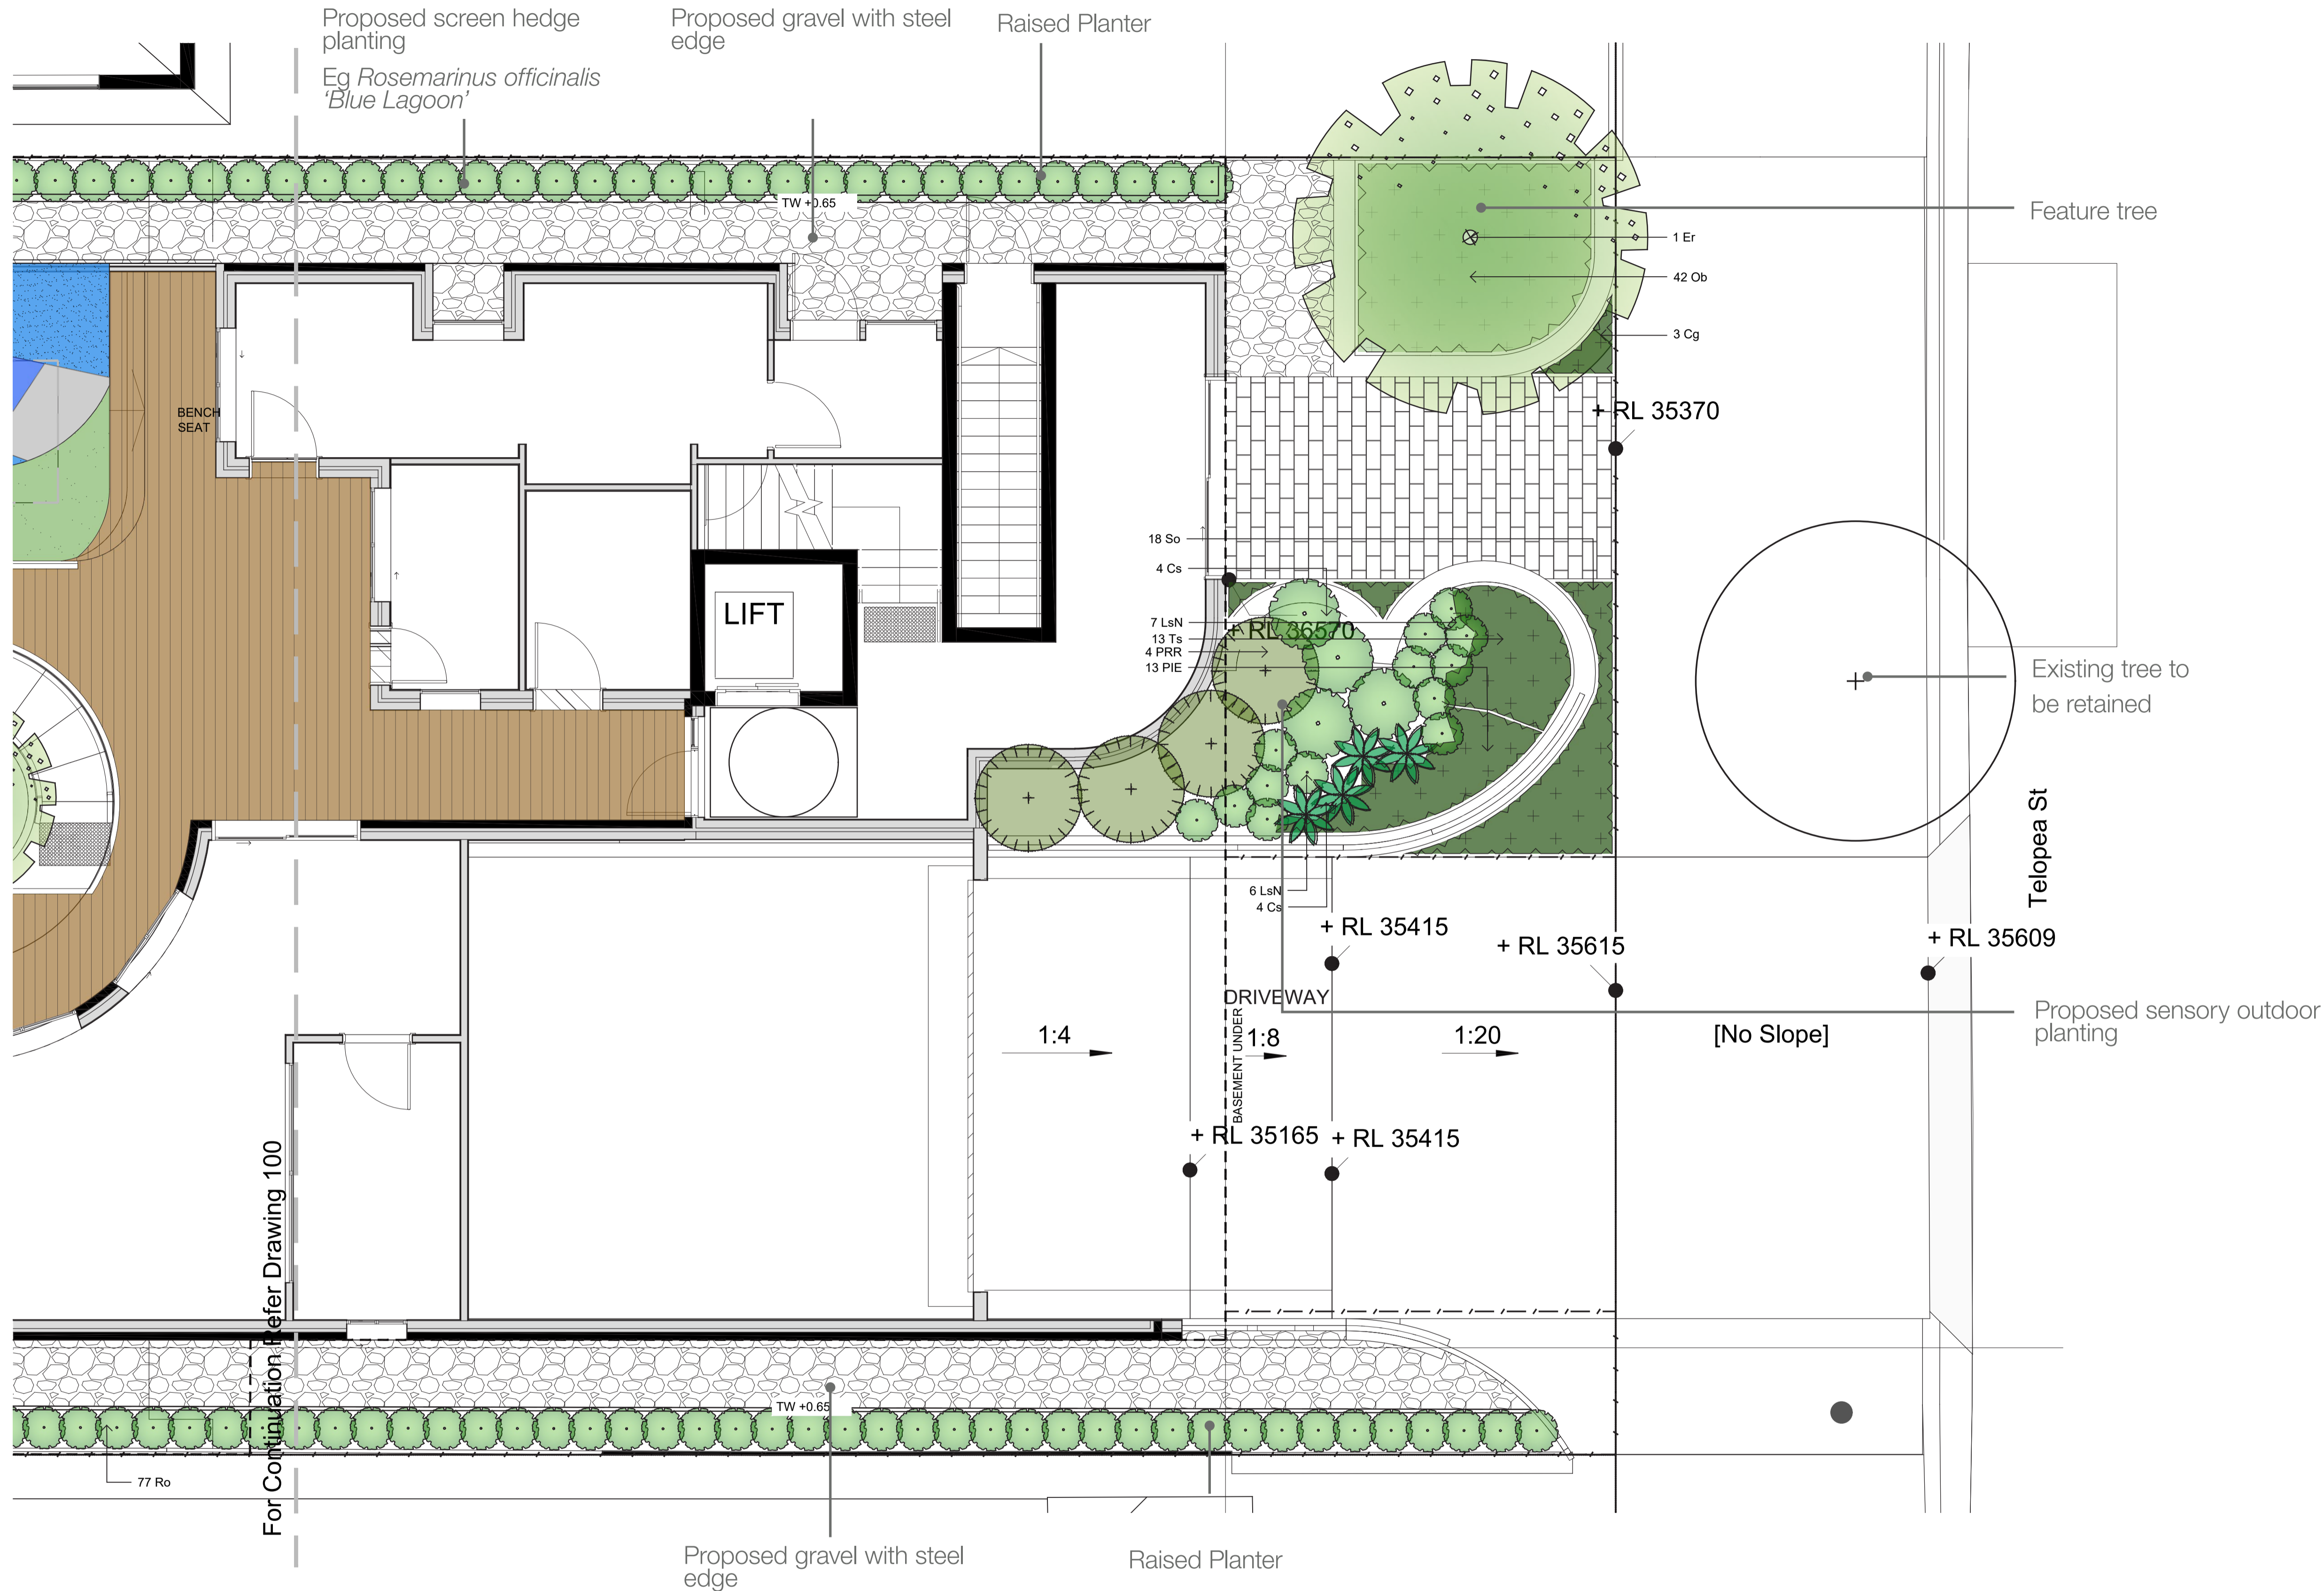 Proposed screen hedge
planting
Eg Rosemarinus officinalis
‘Blue Lagoon’
Proposed gravel with steel
edge
Raised Planter
TW +0.65
Feature tree
1 Er
42 Ob
3 Cg
+ RL 35370
BENCH
SEAT
18 So
4 Cs
7 LsN
13 Ts
4 PRR
13 PIE
+ RL 36570
LIFT
Existing tree to
be retained
Telopea St
6 LsN
4 Cs
+ RL 35415
+ RL 35615
+ RL 35609
DRIVEWAY
BASEMENT UNDER
Proposed sensory outdoor
planting
1:4
1:8
1:20
[No Slope]
+ RL 35165
+ RL 35415
For Continuation Refer Drawing 100
TW +0.65
77 Ro
Proposed gravel with steel
edge
Raised Planter